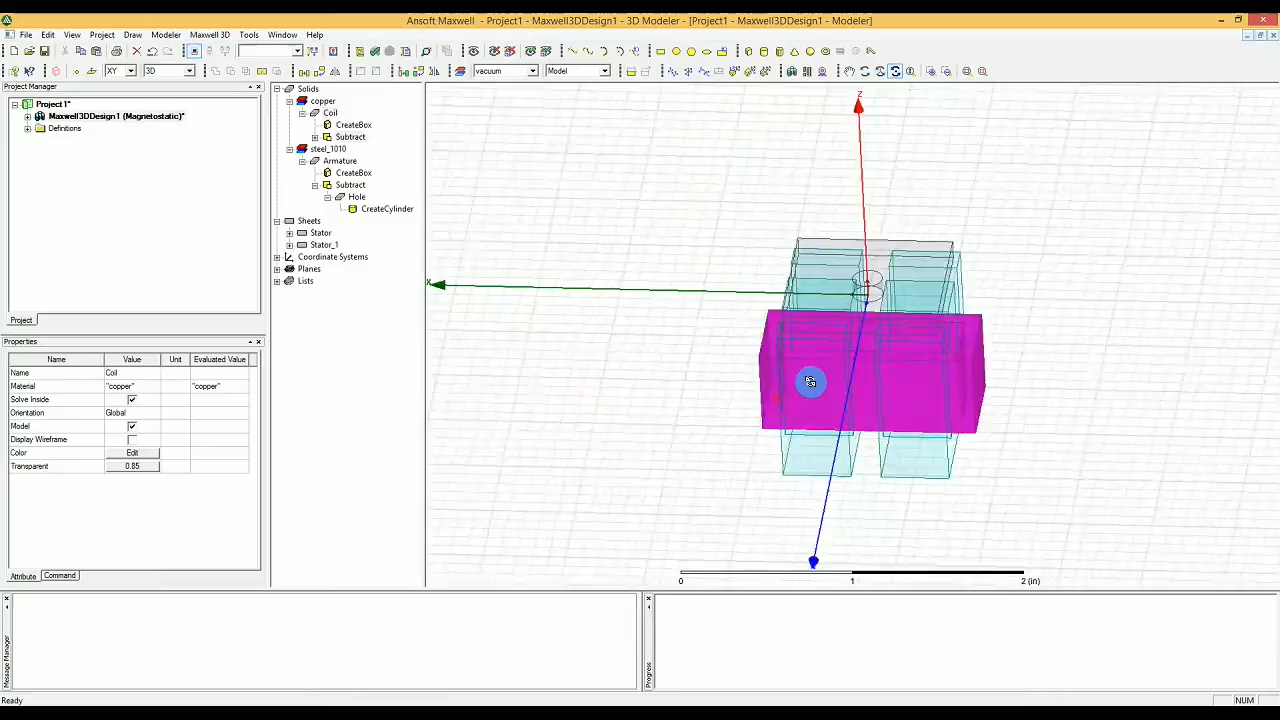 Ansoft Maxwell - Project1 - Maxwell3DDesign1 - 3D Modeler - [Project1 - Maxwell3DDesign1 - Modeler]
File Edit View Project Draw Modeler Maxwell 3D Tools Window Help
XY 3D vacuum Model
Project Manager
Project1*
Maxwell3DDesign1 (Magnetostatic)*
Definitions
Project
Properties
Name Value Unit Evaluated Value
Name Coil
Material "copper" "copper"
Solve Inside
Orientation Global
Model
Display Wireframe
Color Edit
Transparent 0.85
Attribute Command
Solids
copper
Coil
CreateBox
Subtract
steel_1010
Armature
CreateBox
Subtract
Hole
CreateCylinder
Sheets
Stator
Stator_1
Coordinate Systems
Planes
Lists
Z
0 1 2 (in)
Message Manager
Progress
Ready
NUM